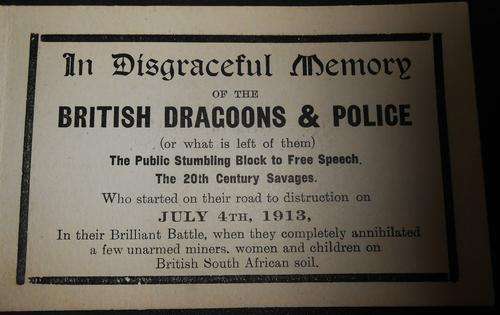 In Disgraceful Memory
OF THE
BRITISH DRAGOONS & POLICE
(or what is left of them)
The Public Stumbling Block to Free Speech.
The 20th Century Savages.
Who started on their road to distruction on
JULY 4TH, 1913,
In their Brilliant Battle, when they completely annihilated
a few unarmed miners, women and children on
British South African soil.